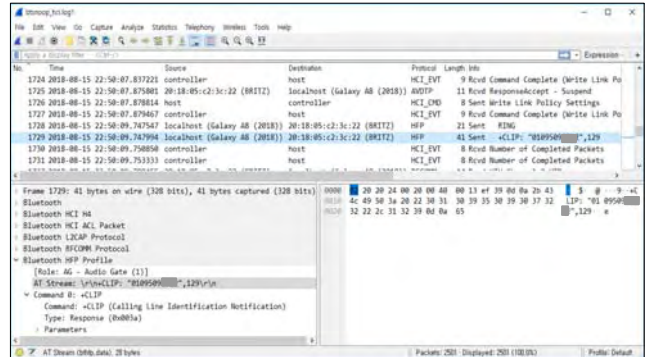 btsnoop_hci.log1
File Edit View Go Capture Analyze Statistics Telephony Wireless Tools Help
Expression... +
No. Time Source Destination Protocol Length Info
1724 2018-08-15 22:50:07.837221 controller host HCI_EVT 9 Rcvd Command Complete (Write Link Po
1725 2018-08-15 22:50:07.875801 20:18:05:c2:3c:22 (BRITZ) localhost (Galaxy A8 (2018)) AVDTP 11 Rcvd ResponseAccept - Suspend
1726 2018-08-15 22:50:07.878814 host controller HCI_CMD 8 Sent Write Link Policy Settings
1727 2018-08-15 22:50:07.879467 controller host HCI_EVT 9 Rcvd Command Complete (Write Link Po
1728 2018-08-15 22:50:09.747547 localhost (Galaxy A8 (2018)) 20:18:05:c2:3c:22 (BRITZ) HFP 21 Sent RING
1729 2018-08-15 22:50:09.747994 localhost (Galaxy A8 (2018)) 20:18:05:c2:3c:22 (BRITZ) HFP 41 Sent +CLIP: "0109509 ",129
1730 2018-08-15 22:50:09.750850 controller host HCI_EVT 8 Rcvd Number of Completed Packets
1731 2018-08-15 22:50:09.753333 controller host HCI_EVT 8 Rcvd Number of Completed Packets
Frame 1729: 41 bytes on wire (328 bits), 41 bytes captured (328 bits)
Bluetooth
Bluetooth HCI H4
Bluetooth HCI ACL Packet
Bluetooth L2CAP Protocol
Bluetooth RFCOMM Protocol
Bluetooth HFP Profile
[Role: AG - Audio Gate (1)]
AT Stream: \r\n+CLIP: "0109509 ",129\r\n
Command 0: +CLIP
Command: +CLIP (Calling Line Identification Notification)
Type: Response (0x003a)
Parameters
0000
0010
0020
LIP: "01 09509
",129 e
AT Stream (bthfp.data), 28 bytes
Packets: 2501 · Displayed: 2501 (100.0%)
Profile: Default